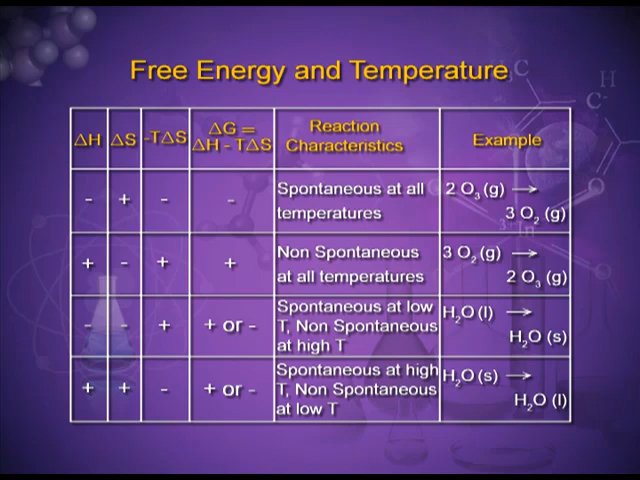 Free Energy and Temperature
ΔH ΔS -TΔS ΔG = ΔH - TΔS Reaction Characteristics Example
- + - - Spontaneous at all temperatures 2 O₃ (g) → 3 O₂ (g)
+ - + + Non Spontaneous at all temperatures 3 O₂ (g) → 2 O₃ (g)
- - + + or - Spontaneous at low T, Non Spontaneous at high T H₂O (l) → H₂O (s)
+ + - + or - Spontaneous at high T, Non Spontaneous at low T H₂O (s) → H₂O (l)